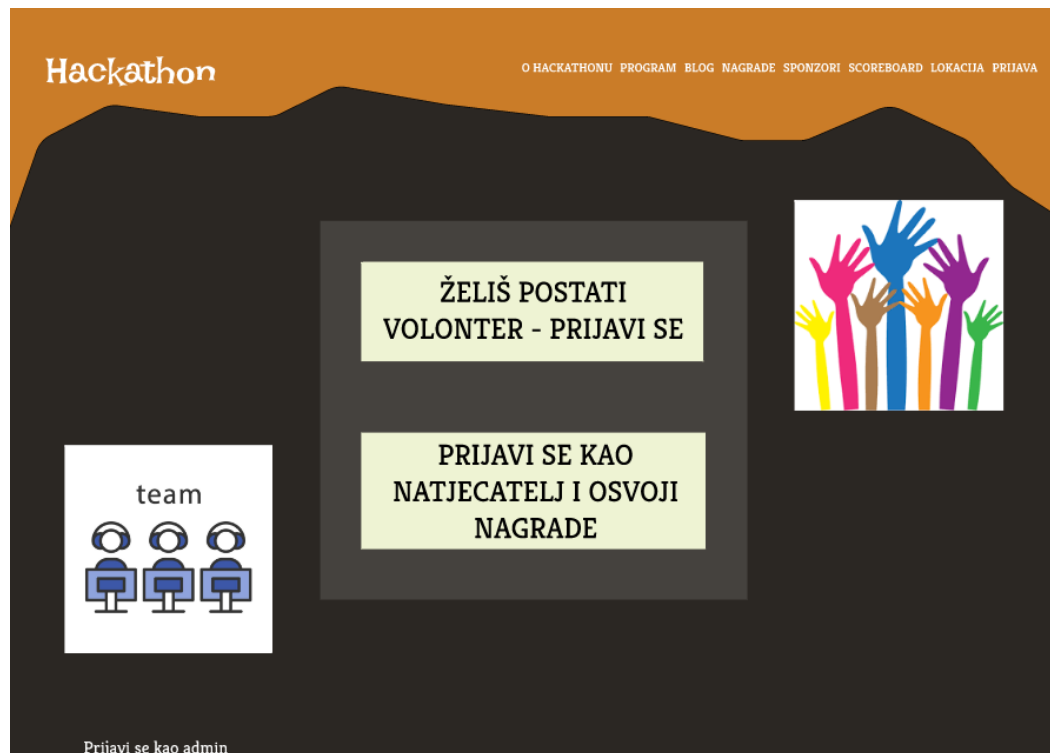 Hackathon
O HACKATHONU PROGRAM BLOG NAGRADE SPONZORI SCOREBOARD LOKACIJA PRIJAVA
ŽELIŠ POSTATI
VOLONTER - PRIJAVI SE
PRIJAVI SE KAO
NATJECATELJ I OSVOJI
NAGRADE
team
Prijavi se kao admin